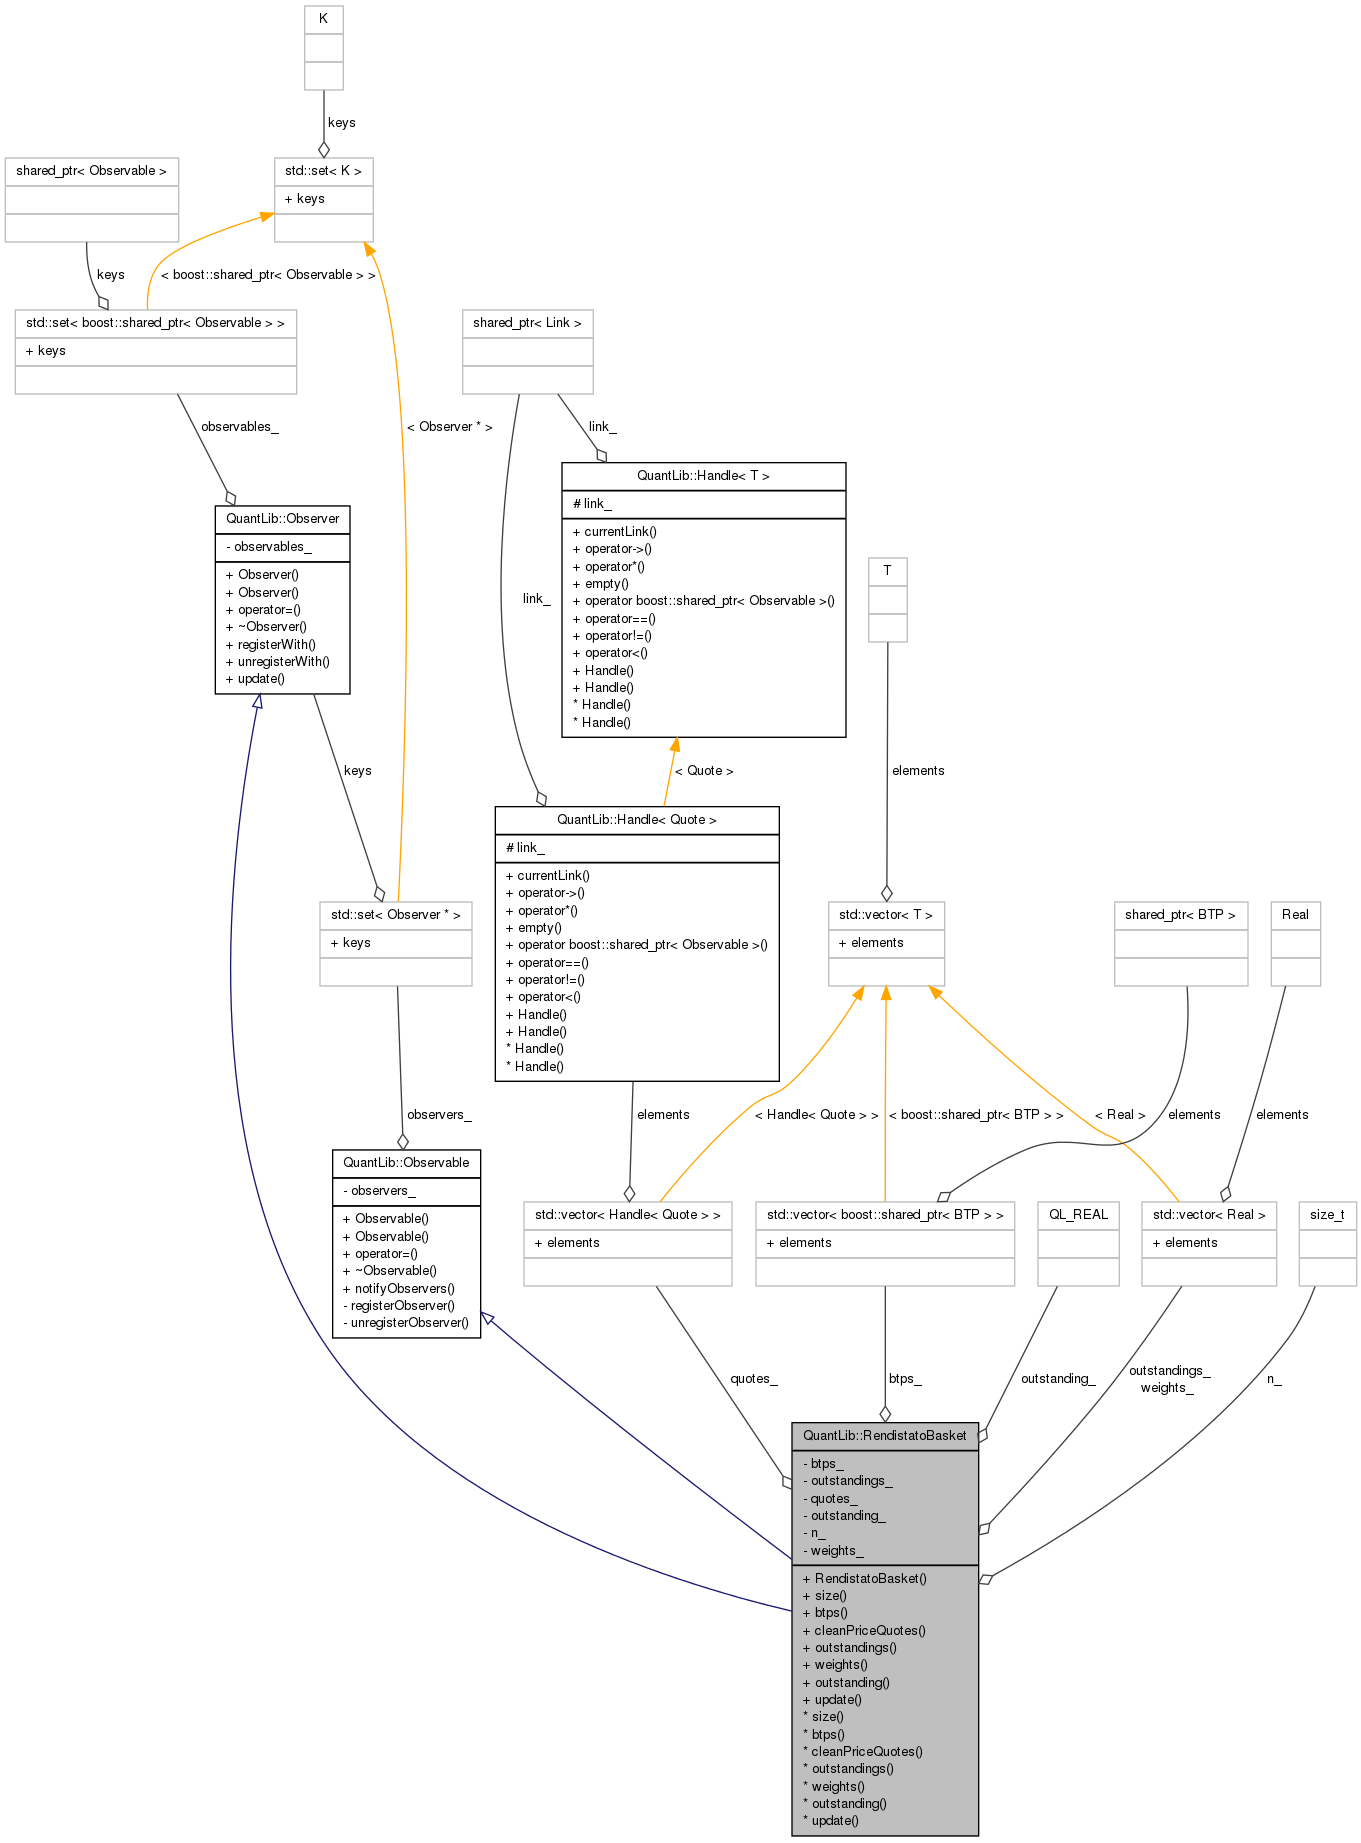 K
keys
shared_ptr< Observable >
std::set< K >
+ keys
keys
< boost::shared_ptr< Observable > >
std::set< boost::shared_ptr< Observable > >
+ keys
shared_ptr< Link >
observables_
< Observer * >
link_
QuantLib::Handle< T >
# link_
+ currentLink()
+ operator->()
+ operator*()
+ empty()
+ operator boost::shared_ptr< Observable >()
+ operator==()
+ operator!=()
+ operator<()
+ Handle()
+ Handle()
* Handle()
* Handle()
QuantLib::Observer
- observables_
+ Observer()
+ Observer()
+ operator=()
+ ~Observer()
+ registerWith()
+ unregisterWith()
+ update()
link_
T
keys
< Quote >
elements
QuantLib::Handle< Quote >
# link_
+ currentLink()
+ operator->()
+ operator*()
+ empty()
+ operator boost::shared_ptr< Observable >()
+ operator==()
+ operator!=()
+ operator<()
+ Handle()
+ Handle()
* Handle()
* Handle()
std::set< Observer * >
+ keys
std::vector< T >
+ elements
shared_ptr< BTP >
Real
observers_
elements
< Handle< Quote > >
< boost::shared_ptr< BTP > >
< Real >
elements
elements
QuantLib::Observable
- observers_
+ Observable()
+ Observable()
+ operator=()
+ ~Observable()
+ notifyObservers()
- registerObserver()
- unregisterObserver()
std::vector< Handle< Quote > >
+ elements
std::vector< boost::shared_ptr< BTP > >
+ elements
QL_REAL
std::vector< Real >
+ elements
size_t
quotes_
btps_
outstanding_
outstandings_
weights_
n_
QuantLib::RendistatoBasket
- btps_
- outstandings_
- quotes_
- outstanding_
- n_
- weights_
+ RendistatoBasket()
+ size()
+ btps()
+ cleanPriceQuotes()
+ outstandings()
+ weights()
+ outstanding()
+ update()
* size()
* btps()
* cleanPriceQuotes()
* outstandings()
* weights()
* outstanding()
* update()